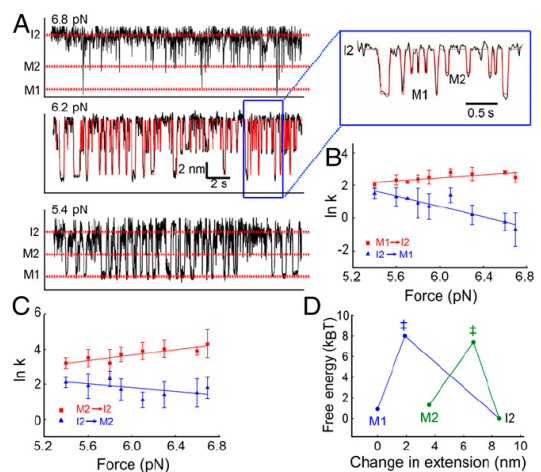 A
6.8 pN
I2
M2
M1
6.2 pN
2 nm
2 s
5.4 pN
I2
M2
M1
I2
M1
M2
0.5 s
B
ln k
4
2
0
-2
M1→I2
I2→M1
5.2 5.6 6.0 6.4 6.8
Force (pN)
C
ln k
6
4
2
0
M2→I2
I2→M2
5.2 5.6 6.0 6.4 6.8
Force (pN)
D
Free energy (kBT)
10
8
6
4
2
0
‡
‡
M1
M2
I2
0 2 4 6 8 10
Change in extension (nm)